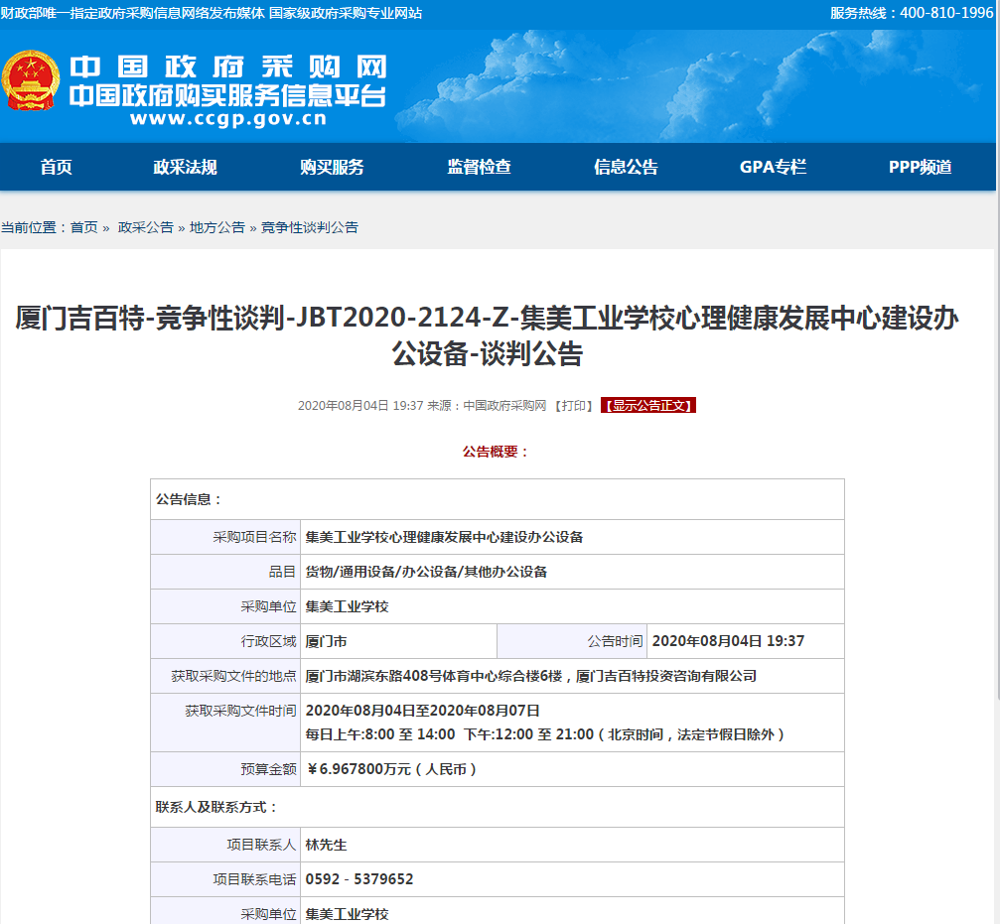 财政部唯一指定政府采购信息网络发布媒体 国家级政府采购专业网站
服务热线：400-810-1996
中国政府采购网
中国政府购买服务信息平台
www.ccgp.gov.cn
首页 政采法规 购买服务 监督检查 信息公告 GPA专栏 PPP频道
当前位置：首页 » 政采公告 » 地方公告 » 竞争性谈判公告
厦门吉百特-竞争性谈判-JBT2020-2124-Z-集美工业学校心理健康发展中心建设办
公设备-谈判公告
2020年08月04日 19:37 来源：中国政府采购网 【打印】 【显示公告正文】
公告概要：
公告信息：
采购项目名称 集美工业学校心理健康发展中心建设办公设备
品目 货物/通用设备/办公设备/其他办公设备
采购单位 集美工业学校
行政区域 厦门市 公告时间 2020年08月04日 19:37
获取采购文件的地点 厦门市湖滨东路408号体育中心综合楼6楼，厦门吉百特投资咨询有限公司
获取采购文件时间 2020年08月04日至2020年08月07日
每日上午:8:00 至 14:00 下午:12:00 至 21:00（北京时间，法定节假日除外）
预算金额 ￥6.967800万元（人民币）
联系人及联系方式：
项目联系人 林先生
项目联系电话 0592－5379652
采购单位 集美工业学校